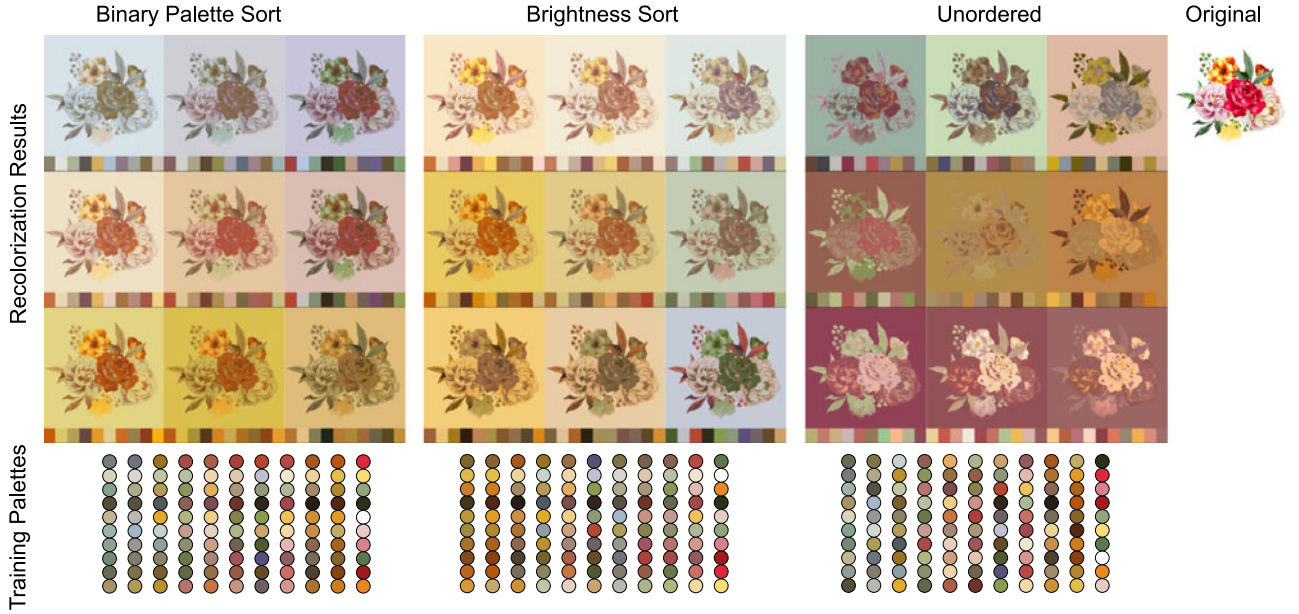 Binary Palette Sort
Brightness Sort
Unordered
Original
Recolorization Results
Training Palettes